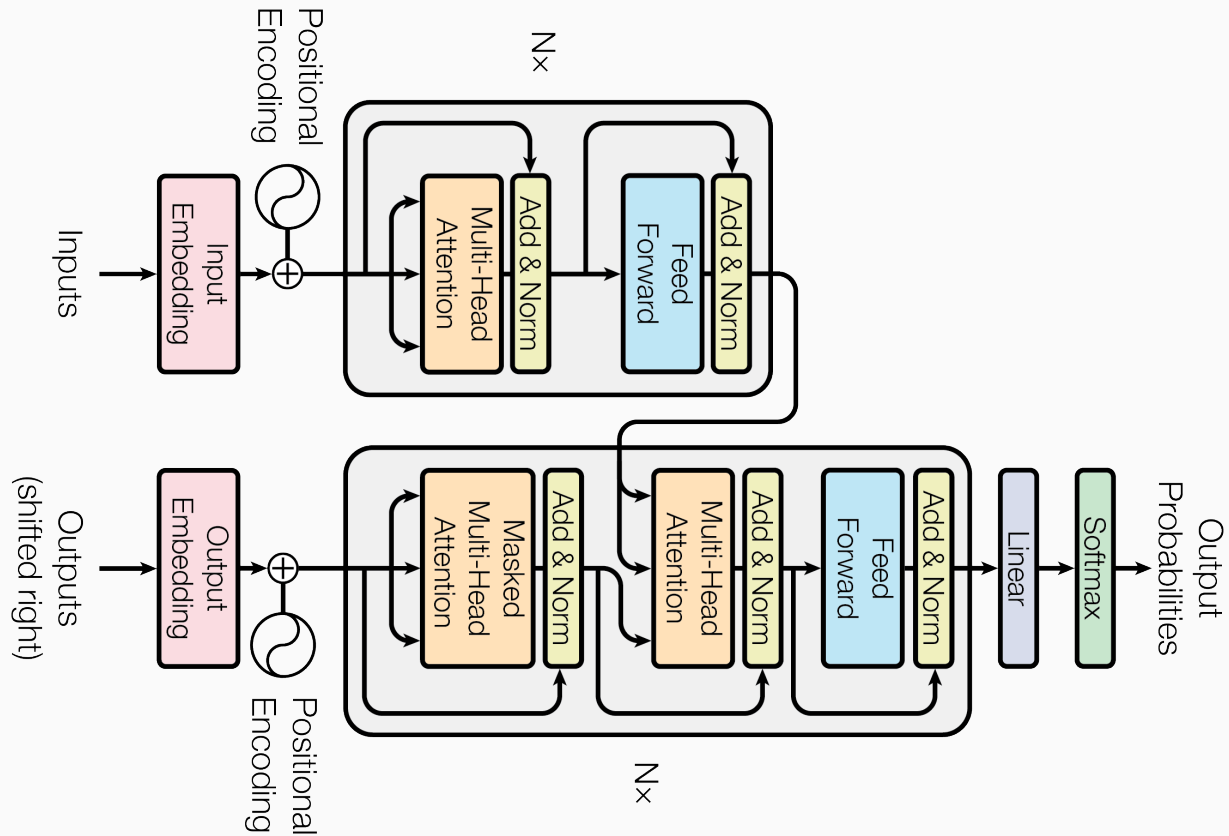 Output
Probabilities
Softmax
Linear
Add & Norm
Feed
Forward
Add & Norm
Multi-Head
Attention
Add & Norm
Masked
Multi-Head
Attention
Nx
Output
Embedding
Positional
Encoding
Outputs
(shifted right)
Add & Norm
Feed
Forward
Add & Norm
Multi-Head
Attention
Nx
Positional
Encoding
Input
Embedding
Inputs